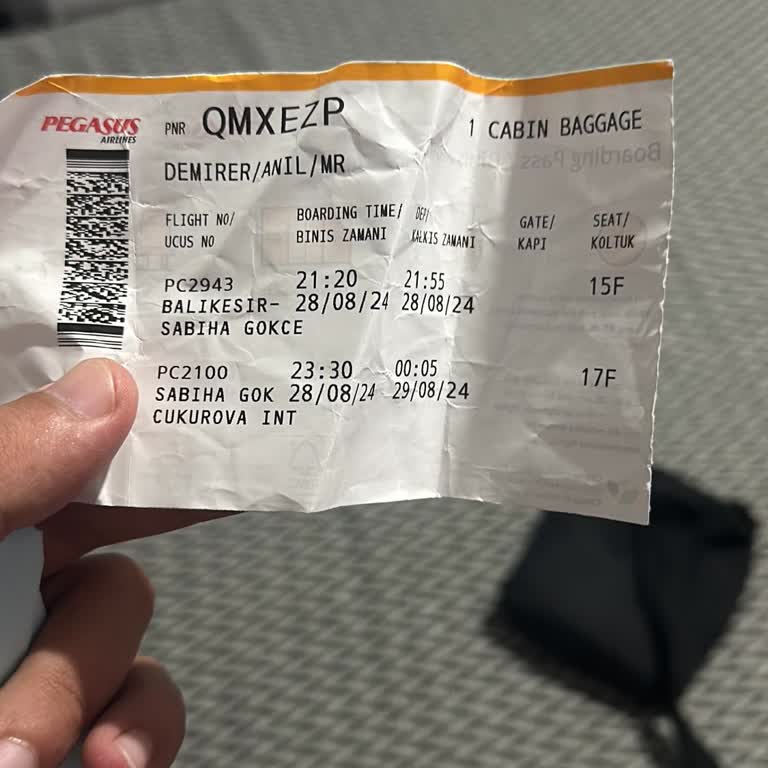 PEGASUS
AIRLINES
PNR QMXEZP
1 CABIN BAGGAGE
DEMIRER/ANIL/MR
FLIGHT NO/ BOARDING TIME/ DEP/ GATE/ SEAT/
UCUS NO BINIS ZAMANI KALKIS ZAMANI KAPI KOLTUK
PC2943 21:20 21:55 15F
BALIKESIR- 28/08/24 28/08/24
SABIHA GOKCE
PC2100 23:30 00:05 17F
SABIHA GOK 28/08/24 29/08/24
CUKUROVA INT